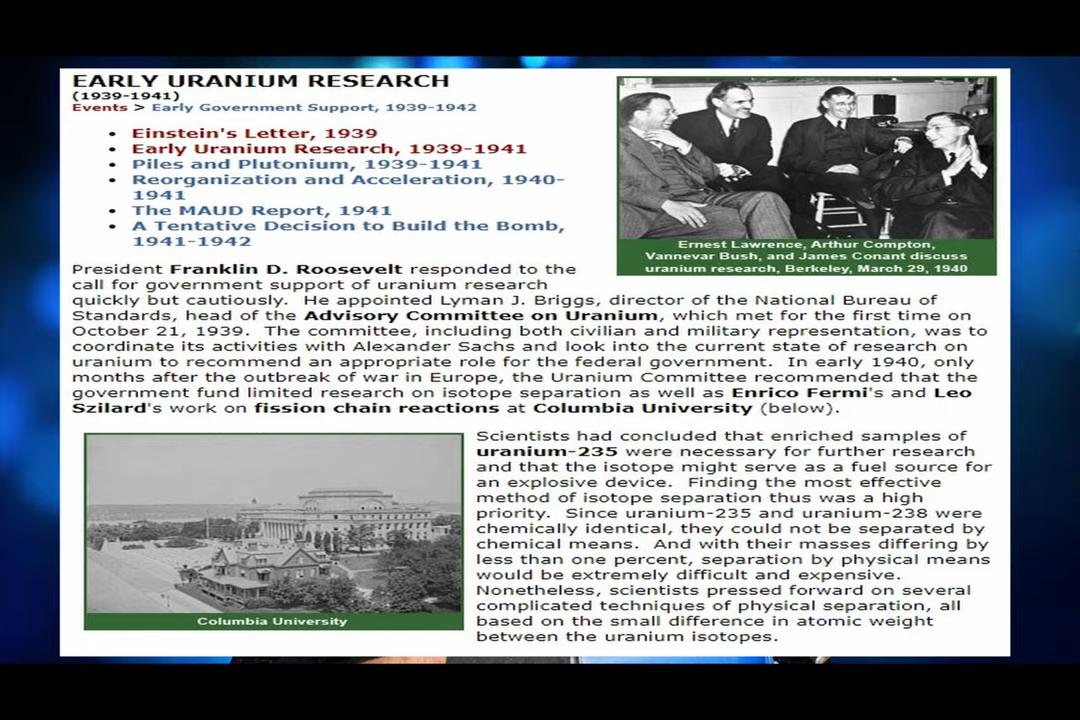 EARLY URANIUM RESEARCH
(1939-1941)
Events > Early Government Support, 1939-1942
• Einstein's Letter, 1939
• Early Uranium Research, 1939-1941
• Piles and Plutonium, 1939-1941
• Reorganization and Acceleration, 1940-
1941
• The MAUD Report, 1941
• A Tentative Decision to Build the Bomb,
1941-1942
Ernest Lawrence, Arthur Compton,
Vannevar Bush, and James Conant discuss
uranium research, Berkeley, March 29, 1940
President Franklin D. Roosevelt responded to the
call for government support of uranium research
quickly but cautiously. He appointed Lyman J. Briggs, director of the National Bureau of
Standards, head of the Advisory Committee on Uranium, which met for the first time on
October 21, 1939. The committee, including both civilian and military representation, was to
coordinate its activities with Alexander Sachs and look into the current state of research on
uranium to recommend an appropriate role for the federal government. In early 1940, only
months after the outbreak of war in Europe, the Uranium Committee recommended that the
government fund limited research on isotope separation as well as Enrico Fermi's and Leo
Szilard's work on fission chain reactions at Columbia University (below).
Scientists had concluded that enriched samples of
uranium-235 were necessary for further research
and that the isotope might serve as a fuel source for
an explosive device. Finding the most effective
method of isotope separation thus was a high
priority. Since uranium-235 and uranium-238 were
chemically identical, they could not be separated by
chemical means. And with their masses differing by
less than one percent, separation by physical means
would be extremely difficult and expensive.
Nonetheless, scientists pressed forward on several
complicated techniques of physical separation, all
based on the small difference in atomic weight
between the uranium isotopes.
Columbia University